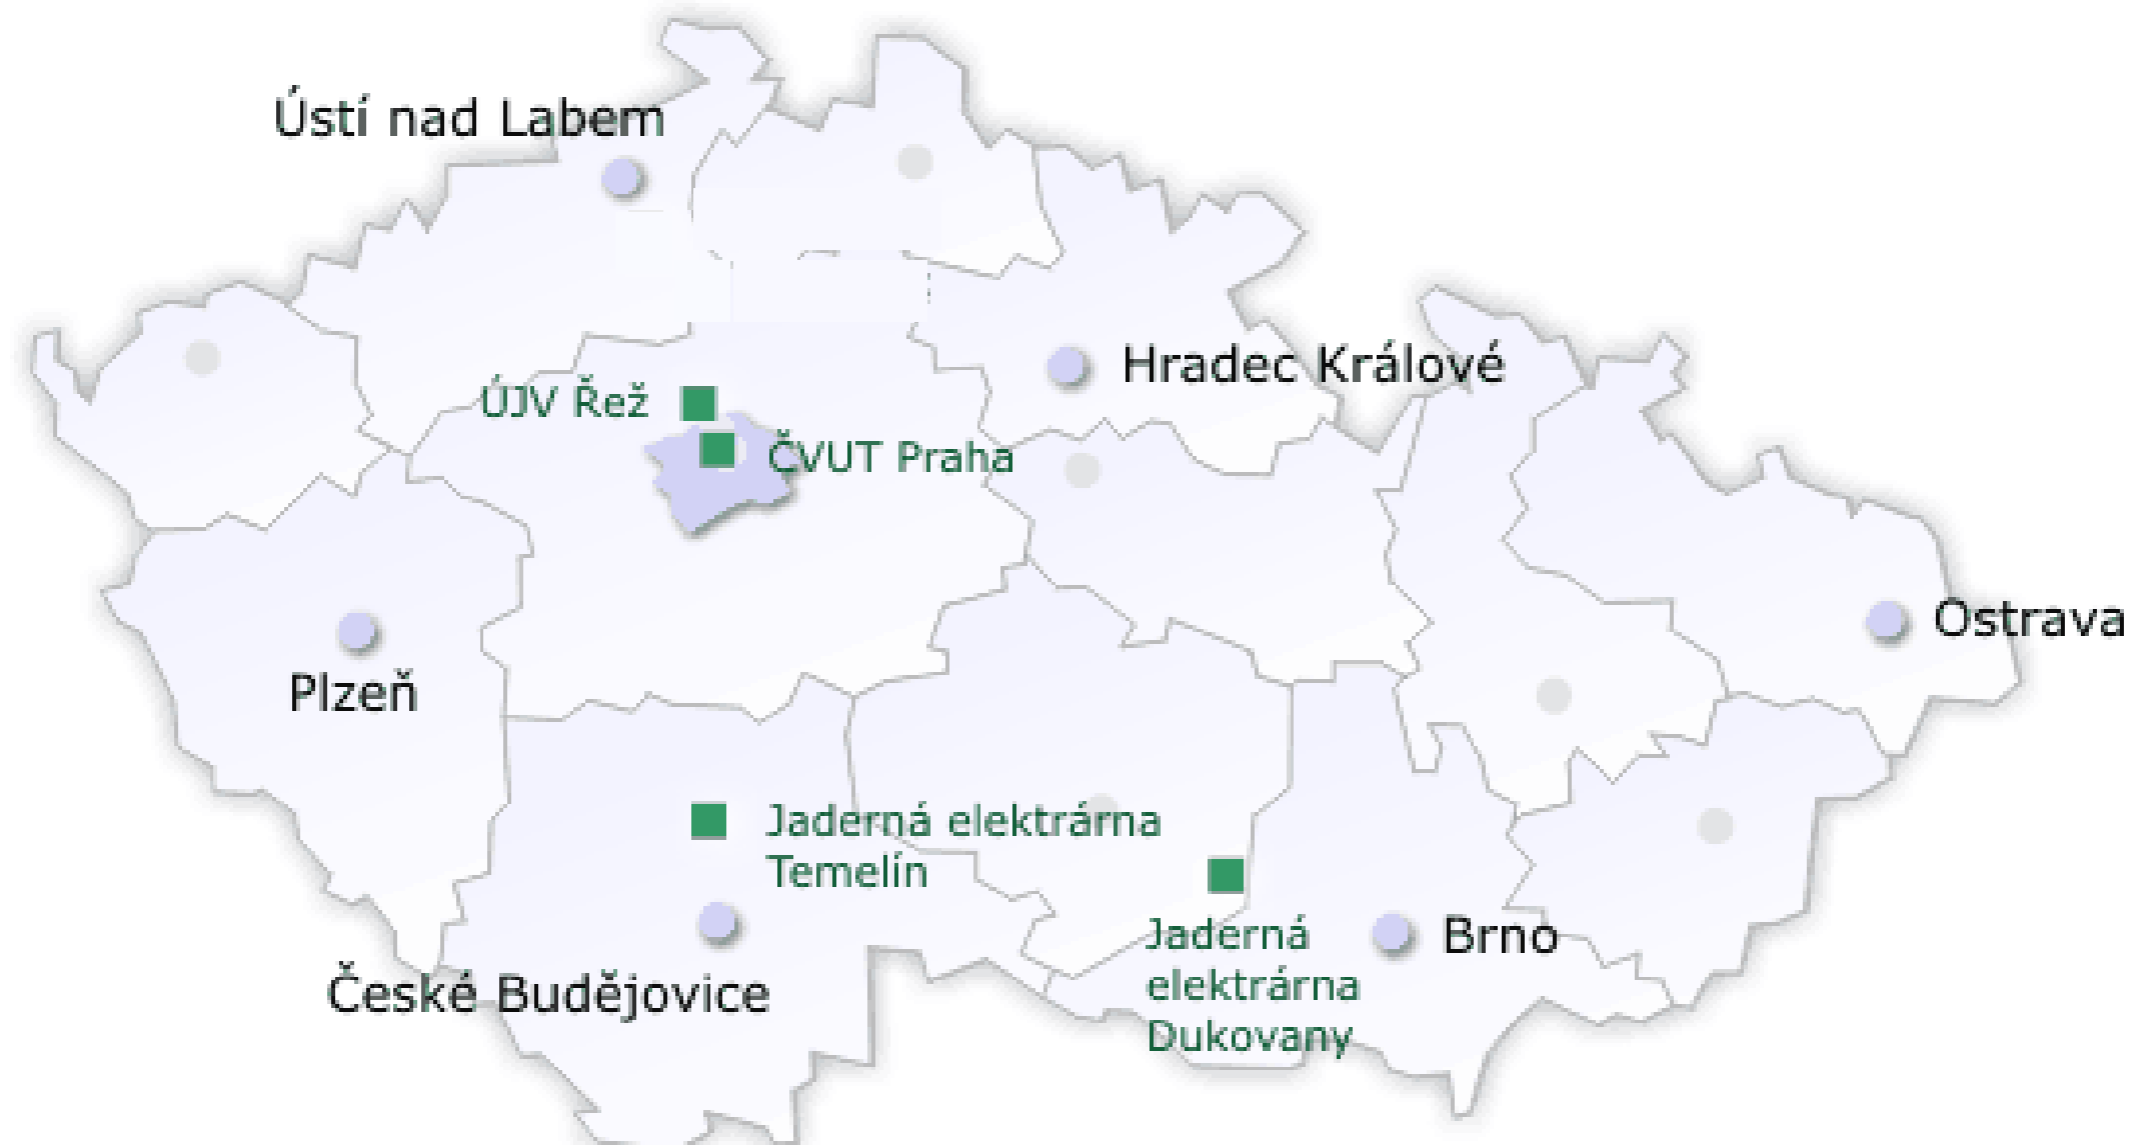 Ústí nad Labem
Hradec Králové
ÚJV Řež
ČVUT Praha
Ostrava
Plzeň
Jaderná elektrárna
Temelín
Jaderná
elektrárna
Dukovany
Brno
České Budějovice